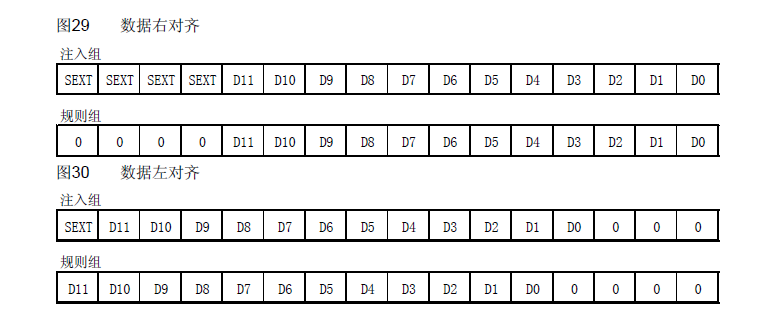 图29 数据右对齐
注入组
SEXT SEXT SEXT SEXT D11 D10 D9 D8 D7 D6 D5 D4 D3 D2 D1 D0
规则组
0 0 0 0 D11 D10 D9 D8 D7 D6 D5 D4 D3 D2 D1 D0
图30 数据左对齐
注入组
SEXT D11 D10 D9 D8 D7 D6 D5 D4 D3 D2 D1 D0 0 0 0
规则组
D11 D10 D9 D8 D7 D6 D5 D4 D3 D2 D1 D0 0 0 0 0